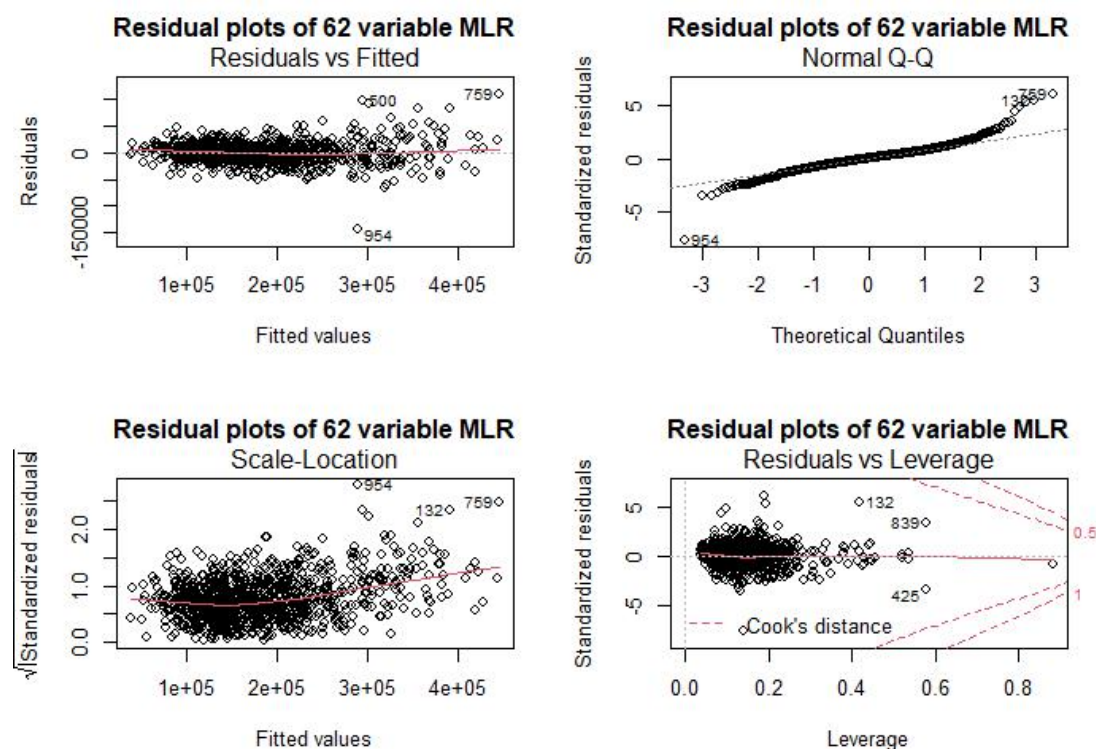 Residual plots of 62 variable MLR
Residuals vs Fitted
Residuals
0
-150000
759
500
954
1e+05 2e+05 3e+05 4e+05
Fitted values
Residual plots of 62 variable MLR
Normal Q-Q
Standardized residuals
5
0
-5
759
954
-3 -2 -1 0 1 2 3
Theoretical Quantiles
Residual plots of 62 variable MLR
Scale-Location
√|Standardized residuals|
2.0
1.0
0.0
954
132
759
1e+05 2e+05 3e+05 4e+05
Fitted values
Residual plots of 62 variable MLR
Residuals vs Leverage
Standardized residuals
5
0
-5
132
839
425
0.5
1
Cook's distance
0.0 0.2 0.4 0.6 0.8
Leverage